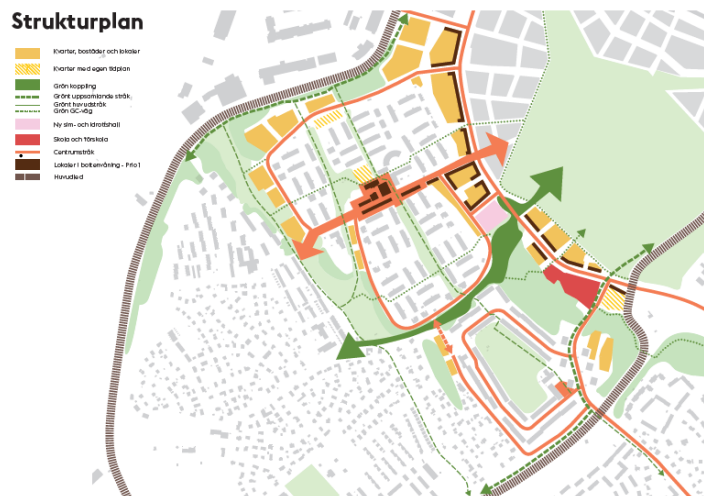 Strukturplan
Kvarter, bostäder och lokaler
Kvarter med egen tidplan
Grön koppling
Grönt uppsamlande stråk
Grönt huvudstråk
Grön GC-väg
Ny sim- och idrottshall
Skola och förskola
Centrumstråk
Lokaler i bottenvåning - Prio 1
Huvudled